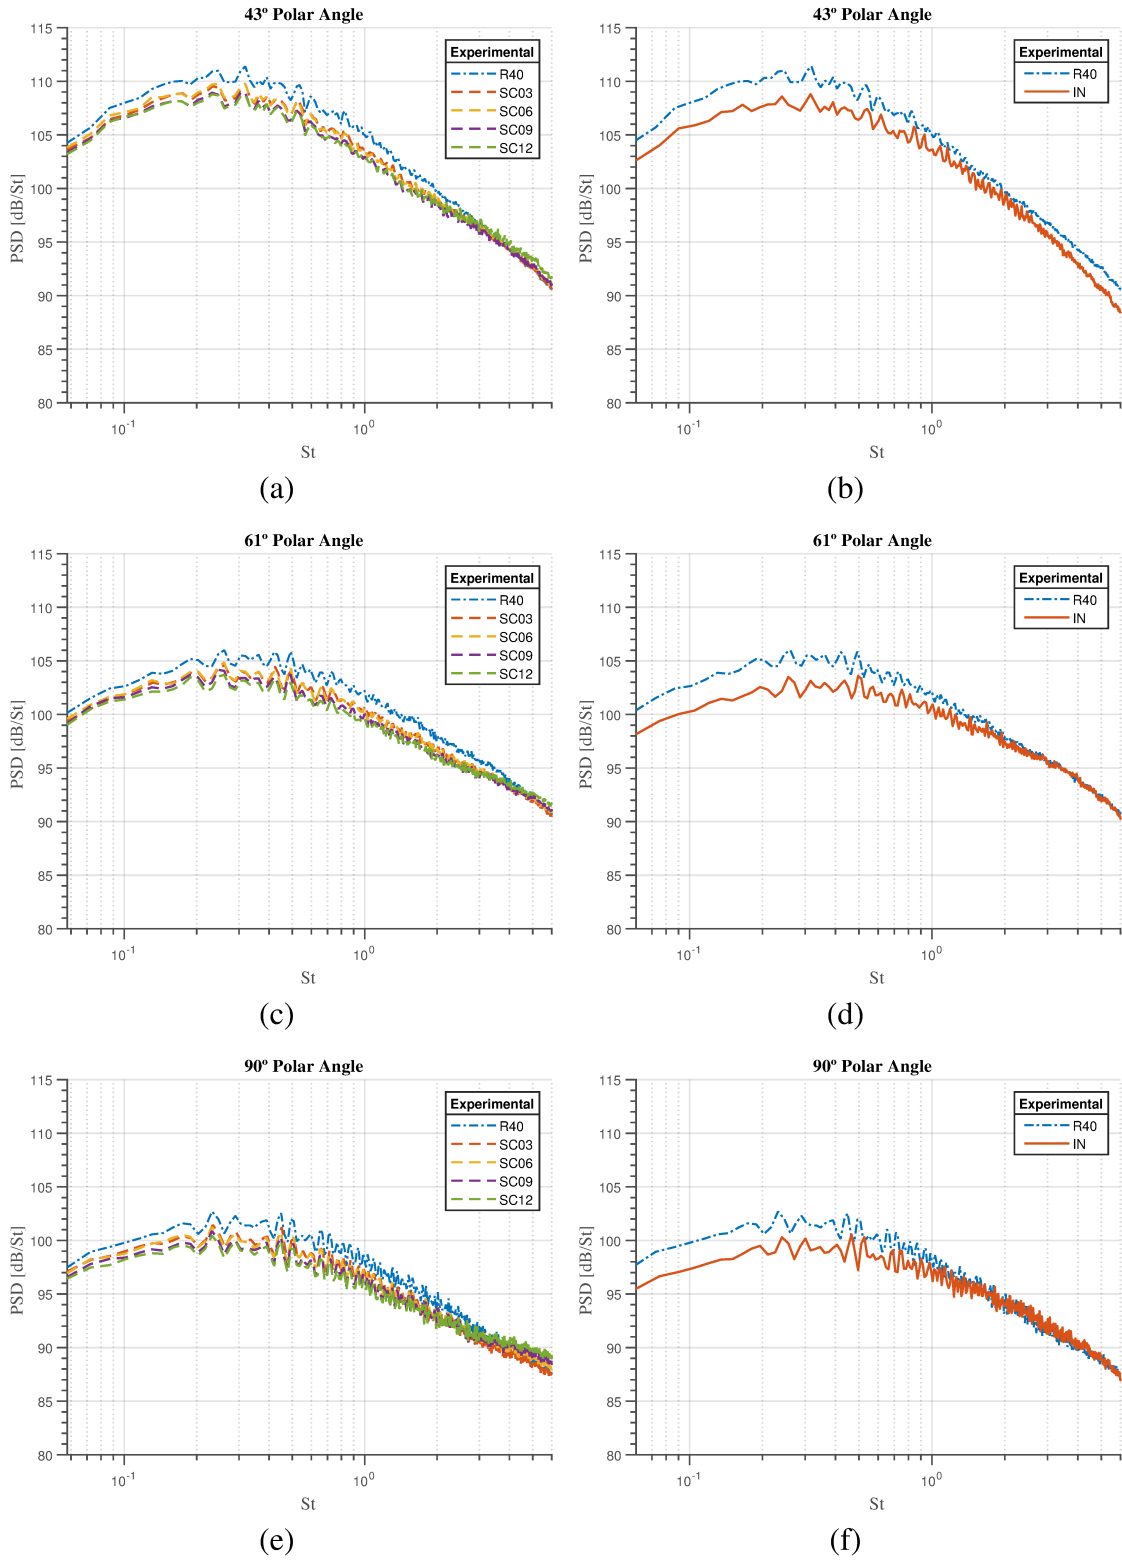 43º Polar Angle
115
110
105
100
95
90
85
80
PSD [dB/St]
10-1
100
St
Experimental
R40
SC03
SC06
SC09
SC12
(a)
43º Polar Angle
115
110
105
100
95
90
85
80
PSD [dB/St]
10-1
100
St
Experimental
R40
IN
(b)
61º Polar Angle
115
110
105
100
95
90
85
80
PSD [dB/St]
10-1
100
St
Experimental
R40
SC03
SC06
SC09
SC12
(c)
61º Polar Angle
115
110
105
100
95
90
85
80
PSD [dB/St]
10-1
100
St
Experimental
R40
IN
(d)
90º Polar Angle
115
110
105
100
95
90
85
80
PSD [dB/St]
10-1
100
St
Experimental
R40
SC03
SC06
SC09
SC12
(e)
90º Polar Angle
115
110
105
100
95
90
85
80
PSD [dB/St]
10-1
100
St
Experimental
R40
IN
(f)